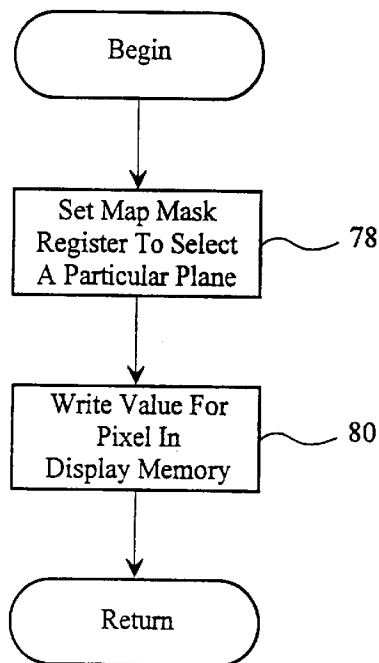 Begin
Set Map Mask
Register To Select
A Particular Plane
78
Write Value For
Pixel In
Display Memory
80
Return